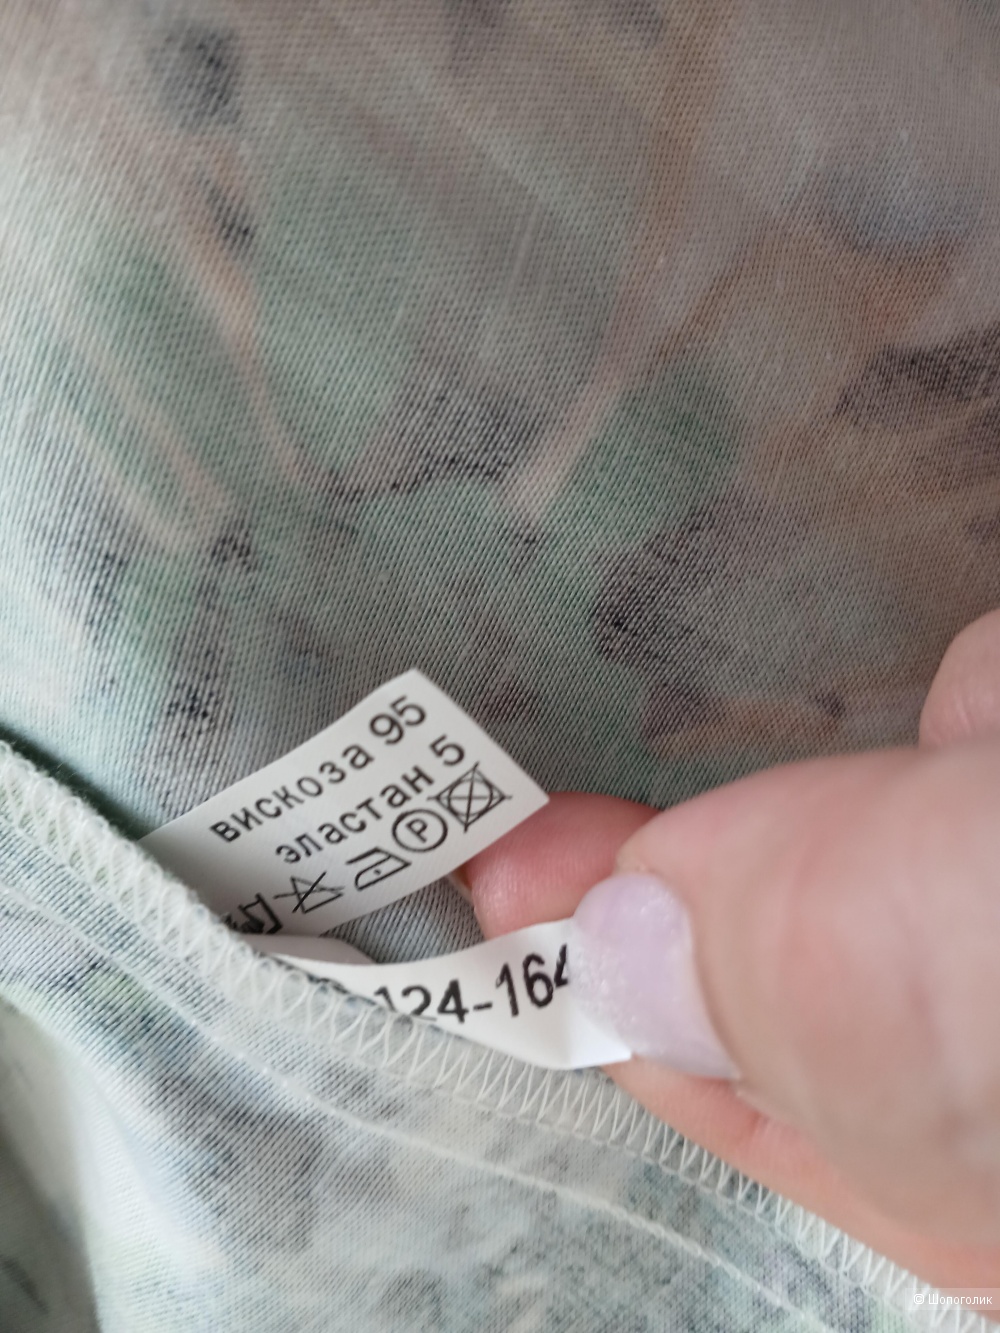 вискоза 95
эластан 5
P
124-164
© Шопоголик